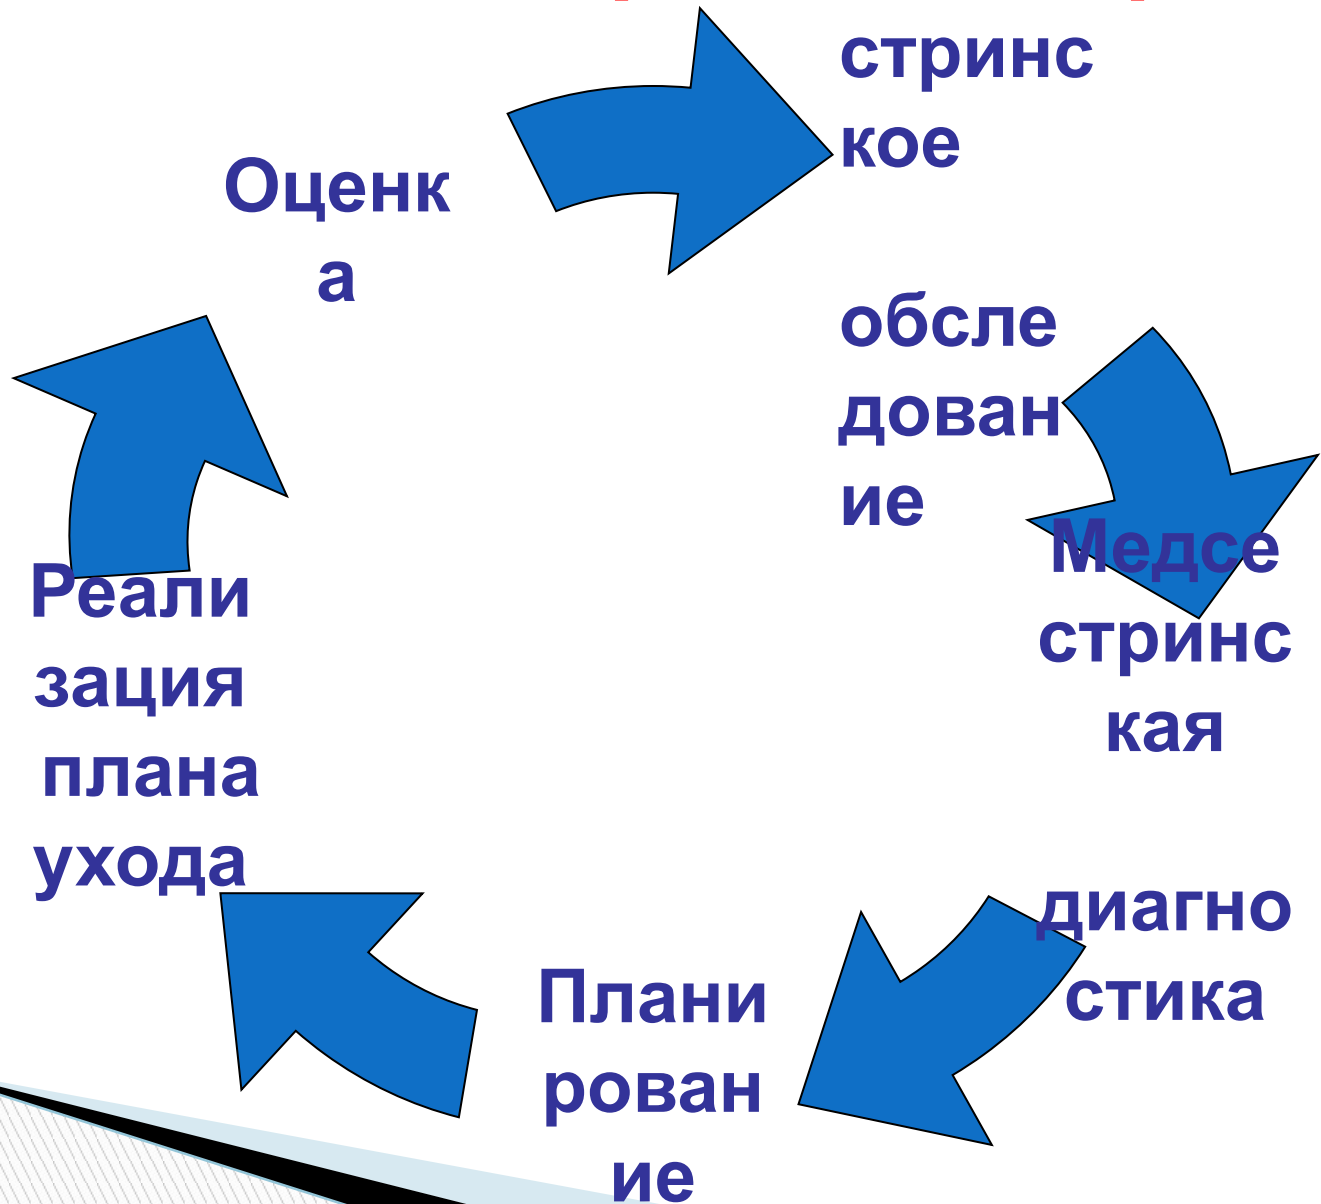 стринс
кое
обсле
дован
ие
Медсе
стринс
кая
диагно
стика
Плани
рован
ие
Реали
зация
плана
ухода
Оценк
а